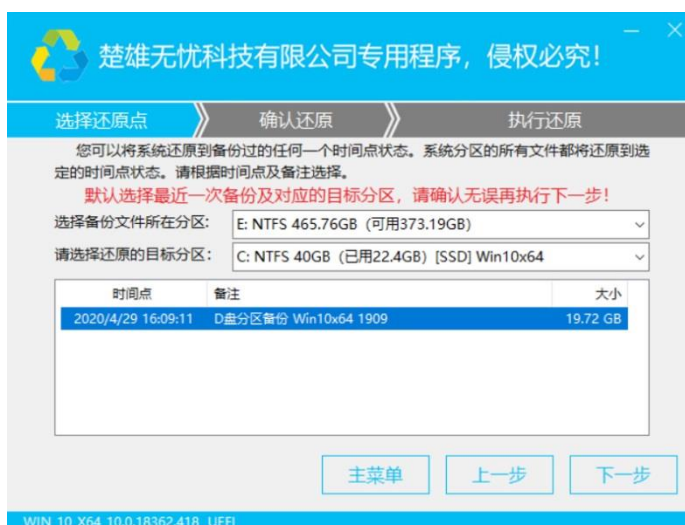 楚雄无忧科技有限公司专用程序，侵权必究！
选择还原点 确认还原 执行还原
您可以将系统还原到备份过的任何一个时间点状态。系统分区的所有文件都将还原到选
定的时间点状态。请根据时间点及备注选择。
默认选择最近一次备份及对应的目标分区，请确认无误再执行下一步！
选择备份文件所在分区: E: NTFS 465.76GB（可用373.19GB）
请选择还原的目标分区： C: NTFS 40GB（已用22.4GB）[SSD] Win10x64
时间点 备注 大小
2020/4/29 16:09:11 D盘分区备份 Win10x64 1909 19.72 GB
主菜单 上一步 下一步
WIN_10_X64_10.0.18362.418_UEFI